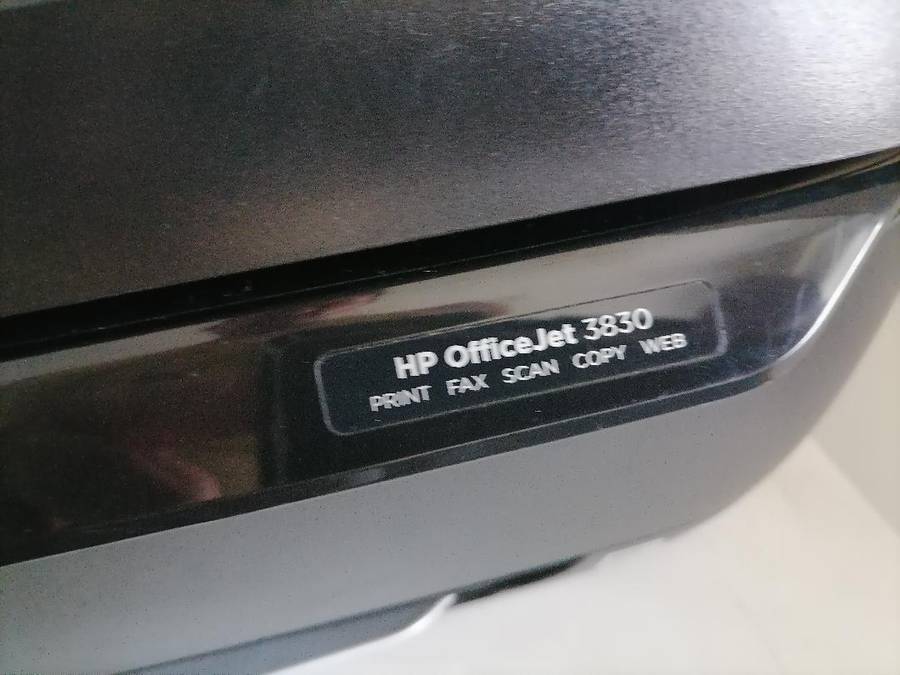 HP OfficeJet 3830
PRINT FAX SCAN COPY WEB